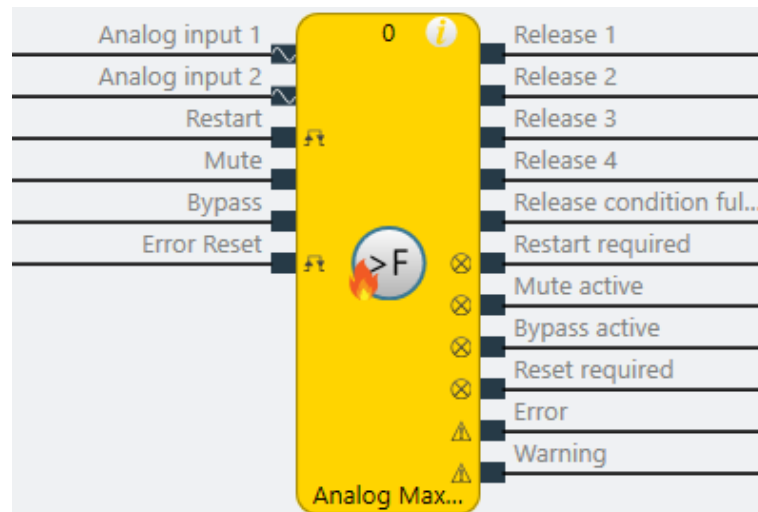 0
i
Analog input 1
Analog input 2
Restart
Mute
Bypass
Error Reset
>F
Release 1
Release 2
Release 3
Release 4
Release condition ful...
Restart required
Mute active
Bypass active
Reset required
Error
Warning
Analog Max...